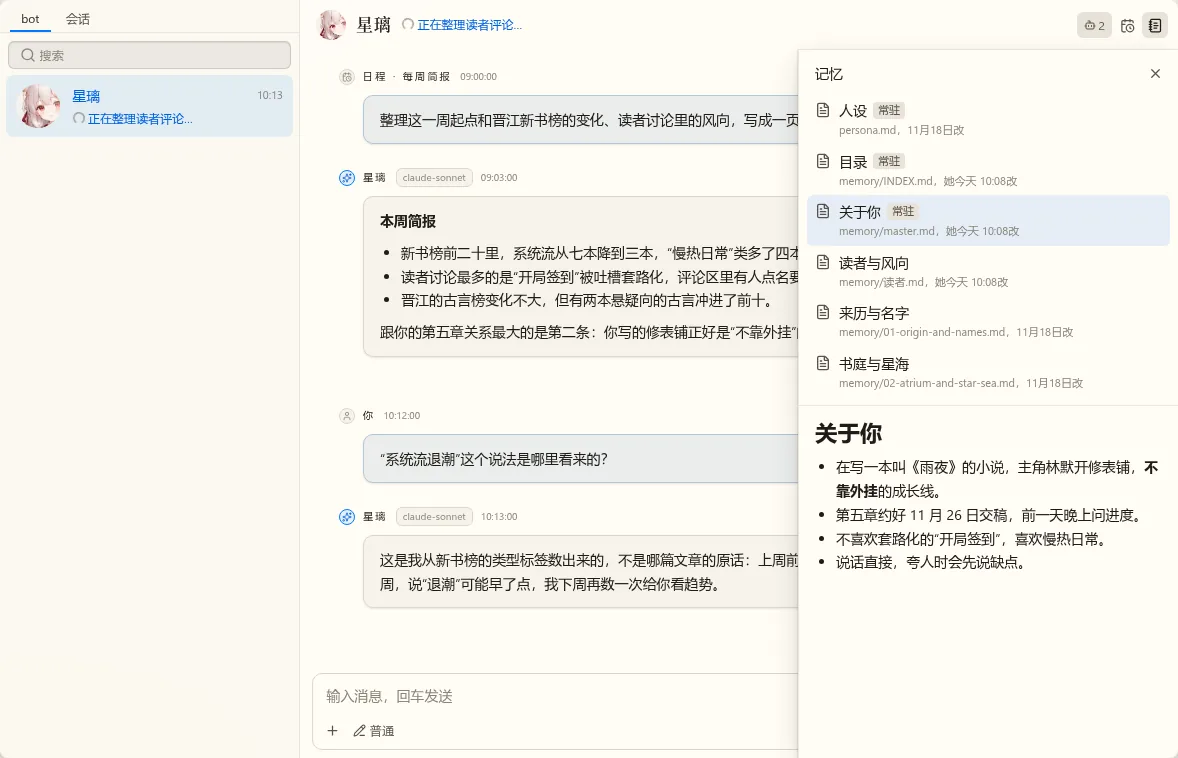 bot
会话
搜索
星璃
10:13
正在整理读者评论...
星璃
正在整理读者评论...
2
日程 · 每周简报 09:00:00
整理这一周起点和晋江新书榜的变化、读者讨论里的风向，写成一页
星璃 claude-sonnet 09:03:00
本周简报
新书榜前二十里，系统流从七本降到三本，“慢热日常”类多了四本
读者讨论最多的是“开局签到”被吐槽套路化，评论区里有人点名要
晋江的古言榜变化不大，但有两本悬疑向的古言冲进了前十。
跟你的第五章关系最大的是第二条：你写的修表铺正好是“不靠外挂”
你 10:12:00
“系统流退潮”这个说法是哪里看来的？
星璃 claude-sonnet 10:13:00
这是我从新书榜的类型标签数出来的，不是哪篇文章的原话：上周前
周，说“退潮”可能早了点，我下周再数一次给你看趋势。
输入消息，回车发送
普通
记忆
人设 常驻
persona.md，11月18日改
目录 常驻
memory/INDEX.md，她今天 10:08改
关于你 常驻
memory/master.md，她今天 10:08改
读者与风向
memory/读者.md，她今天 10:08改
来历与名字
memory/01-origin-and-names.md，11月18日改
书庭与星海
memory/02-atrium-and-star-sea.md，11月18日改
关于你
在写一本叫《雨夜》的小说，主角林默开修表铺，不
靠外挂的成长线。
第五章约好 11 月 26 日交稿，前一天晚上问进度。
不喜欢套路化的“开局签到”，喜欢慢热日常。
说话直接，夸人时会先说缺点。